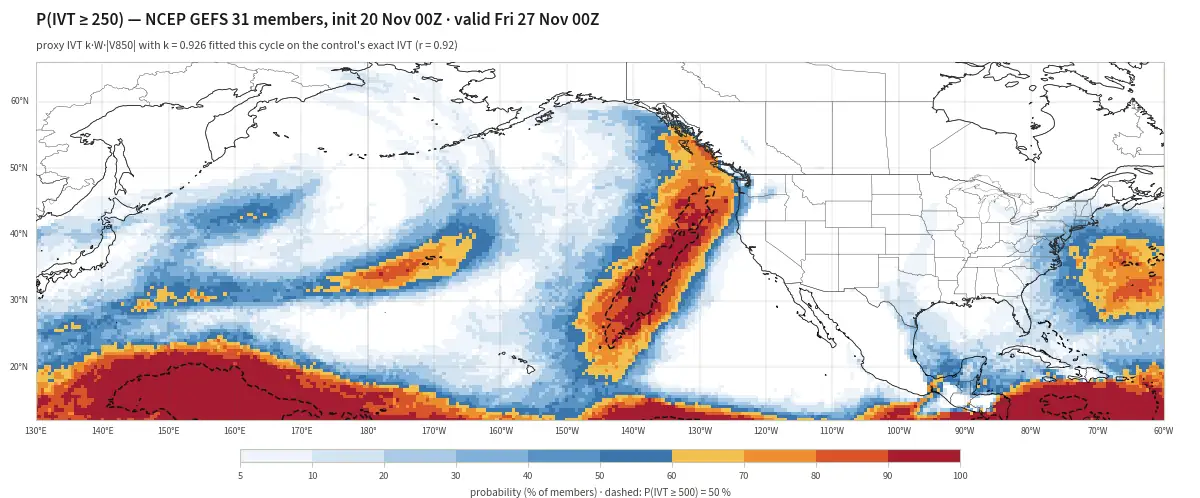 P(IVT ≥ 250) — NCEP GEFS 31 members, init 20 Nov 00Z · valid Fri 27 Nov 00Z
proxy IVT k·W·|V850| with k = 0.926 fitted this cycle on the control's exact IVT (r = 0.92)
60°N
50°N
40°N
30°N
20°N
130°E 140°E 150°E 160°E 170°E 180° 170°W 160°W 150°W 140°W 130°W 120°W 110°W 100°W 90°W 80°W 70°W 60°W
5 10 20 30 40 50 60 70 80 90 100
probability (% of members) · dashed: P(IVT ≥ 500) = 50 %